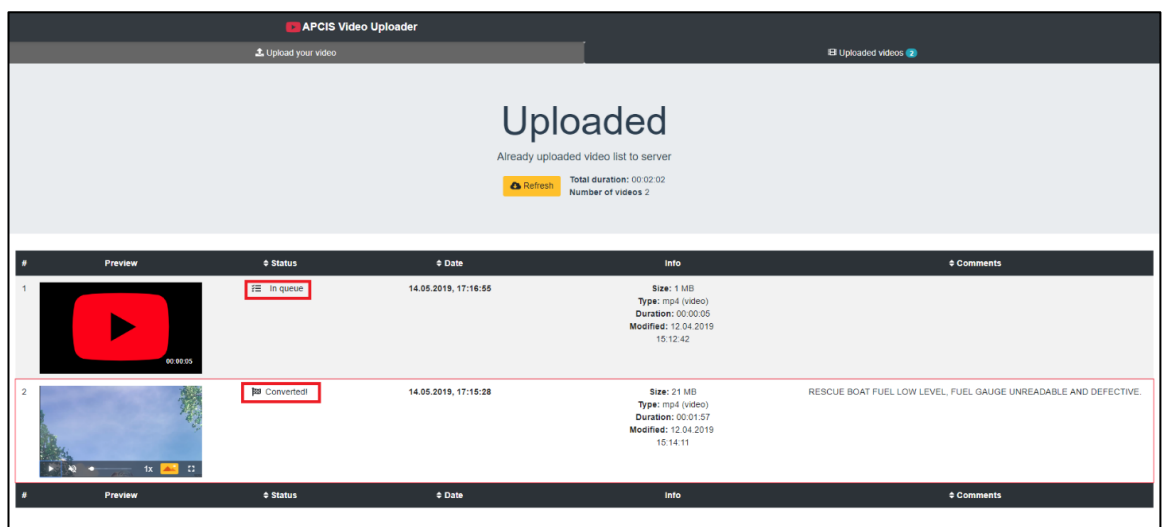 APCIS Video Uploader
Upload your video
Uploaded videos 2
Uploaded
Already uploaded video list to server
Refresh
Total duration: 00:02:02
Number of videos 2
# Preview Status Date Info Comments
1
00:00:05
In queue
14.05.2019, 17:16:55
Size: 1 MB
Type: mp4 (video)
Duration: 00:00:05
Modified: 12.04.2019
15:12:42
2
1x
Converted!
14.05.2019, 17:15:28
Size: 21 MB
Type: mp4 (video)
Duration: 00:01:57
Modified: 12.04.2019
15:14:11
RESCUE BOAT FUEL LOW LEVEL, FUEL GAUGE UNREADABLE AND DEFECTIVE.
# Preview Status Date Info Comments